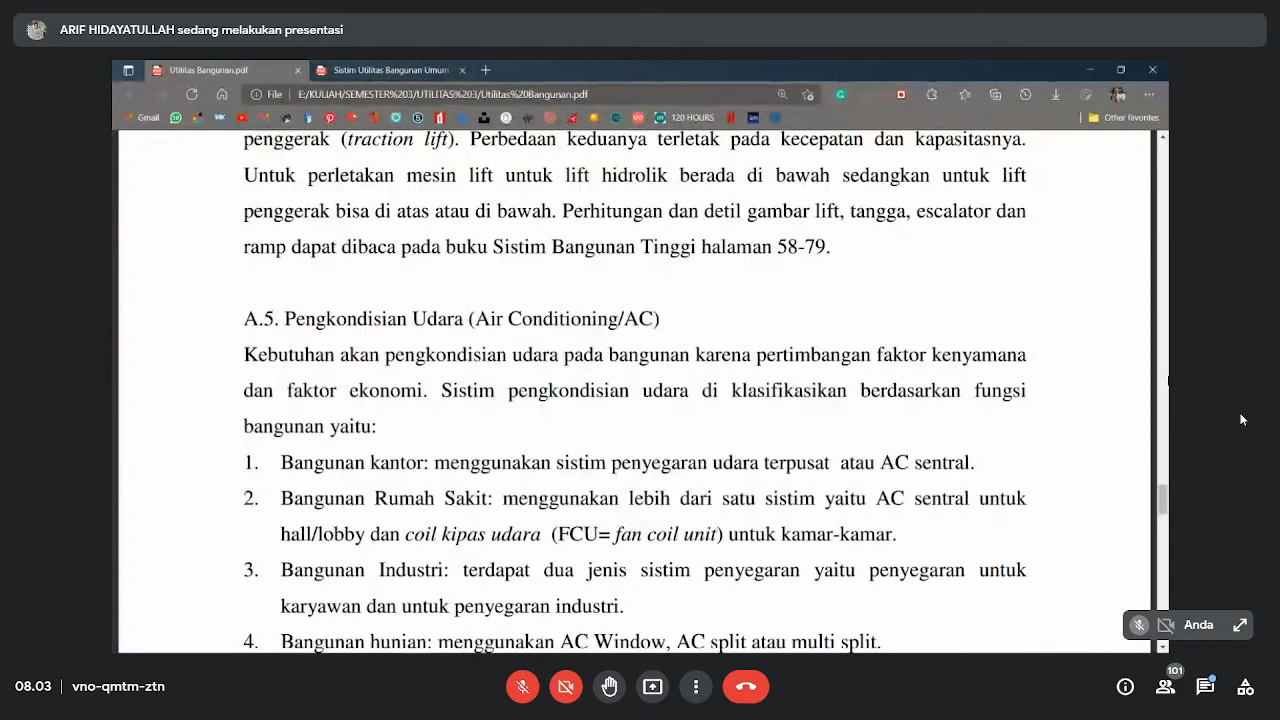 ARIF HIDAYATULLAH sedang melakukan presentasi
Utilitas Bangunan.pdf
Sistim Utilitas Bangunan Umum
File
E:/KULIAH/SEMESTER%203/UTILITAS%203/Utilitas%20Bangunan.pdf
Gmail
120 HOURS
Other favorites
penggerak (traction lift). Perbedaan keduanya terletak pada kecepatan dan kapasitasnya.
Untuk perletakan mesin lift untuk lift hidrolik berada di bawah sedangkan untuk lift
penggerak bisa di atas atau di bawah. Perhitungan dan detil gambar lift, tangga, escalator dan
ramp dapat dibaca pada buku Sistim Bangunan Tinggi halaman 58-79.
A.5. Pengkondisian Udara (Air Conditioning/AC)
Kebutuhan akan pengkondisian udara pada bangunan karena pertimbangan faktor kenyamana
dan faktor ekonomi. Sistim pengkondisian udara di klasifikasikan berdasarkan fungsi
bangunan yaitu:
1. Bangunan kantor: menggunakan sistim penyegaran udara terpusat atau AC sentral.
2. Bangunan Rumah Sakit: menggunakan lebih dari satu sistim yaitu AC sentral untuk
hall/lobby dan coil kipas udara (FCU= fan coil unit) untuk kamar-kamar.
3. Bangunan Industri: terdapat dua jenis sistim penyegaran yaitu penyegaran untuk
karyawan dan untuk penyegaran industri.
4. Bangunan hunian: menggunakan AC Window, AC split atau multi split.
Anda
08.03 | vno-qmtm-ztn
101